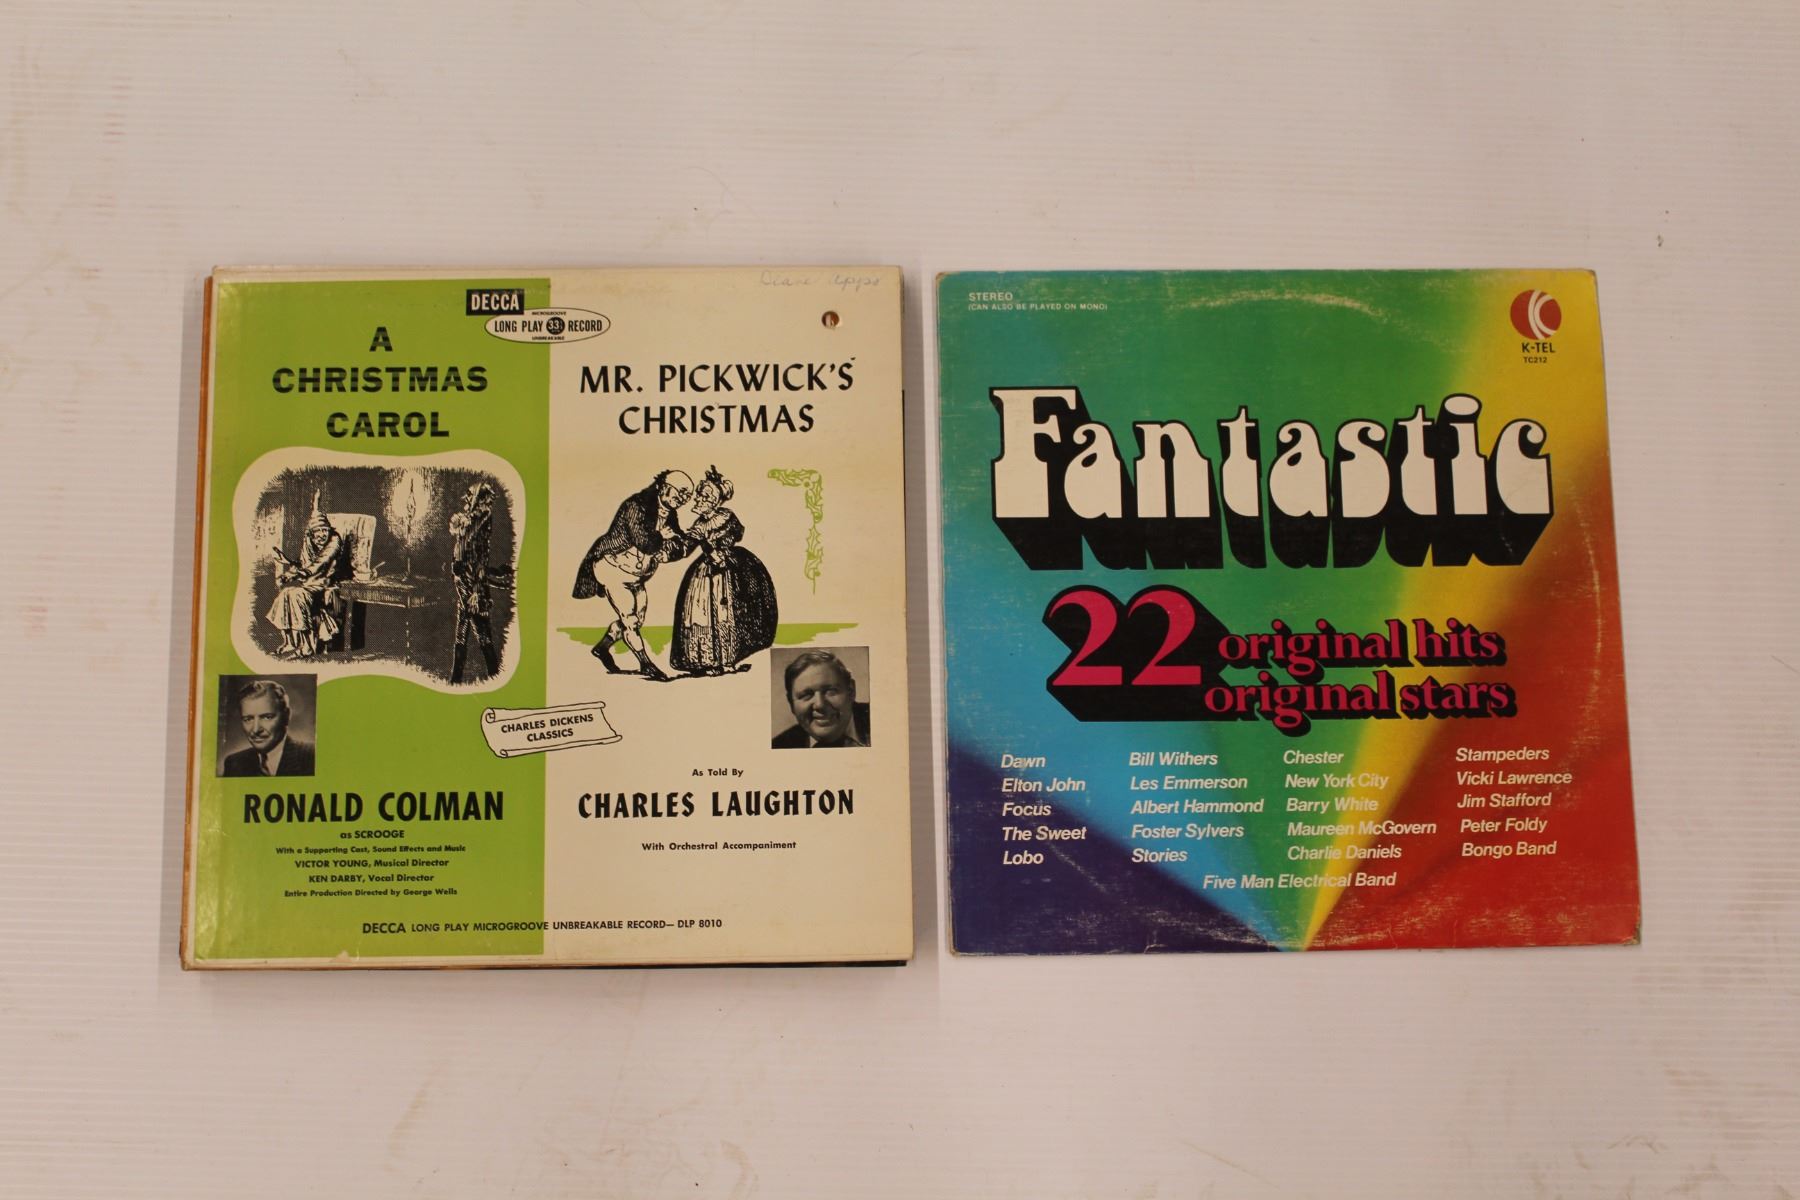 Diane Apps
DECCA
MICROGROOVE
LONG PLAY 33⅓ RECORD
UNBREAKABLE
A
CHRISTMAS
CAROL
MR. PICKWICK'S
CHRISTMAS
CHARLES DICKENS
CLASSICS
RONALD COLMAN
as SCROOGE
With a Supporting Cast, Sound Effects and Music
VICTOR YOUNG, Musical Director
KEN DARBY, Vocal Director
Entire Production Directed by George Wells
As Told By
CHARLES LAUGHTON
With Orchestral Accompaniment
DECCA LONG PLAY MICROGROOVE UNBREAKABLE RECORD— DLP 8010
STEREO
(CAN ALSO BE PLAYED ON MONO)
K-TEL
TC212
Fantastic
22 original hits
original stars
Dawn
Elton John
Focus
The Sweet
Lobo
Bill Withers
Les Emmerson
Albert Hammond
Foster Sylvers
Stories
Chester
New York City
Barry White
Maureen McGovern
Charlie Daniels
Stampeders
Vicki Lawrence
Jim Stafford
Peter Foldy
Bongo Band
Five Man Electrical Band